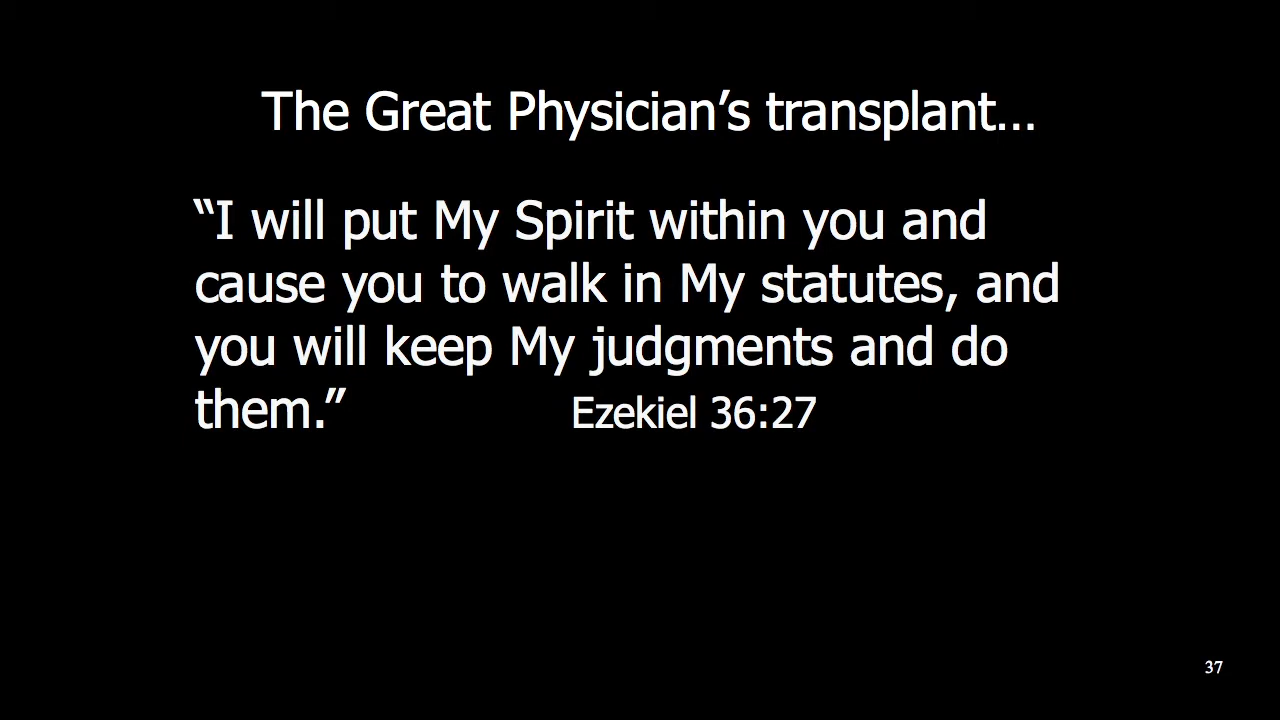 The Great Physician’s transplant…
“I will put My Spirit within you and
cause you to walk in My statutes, and
you will keep My judgments and do
them.” Ezekiel 36:27
37